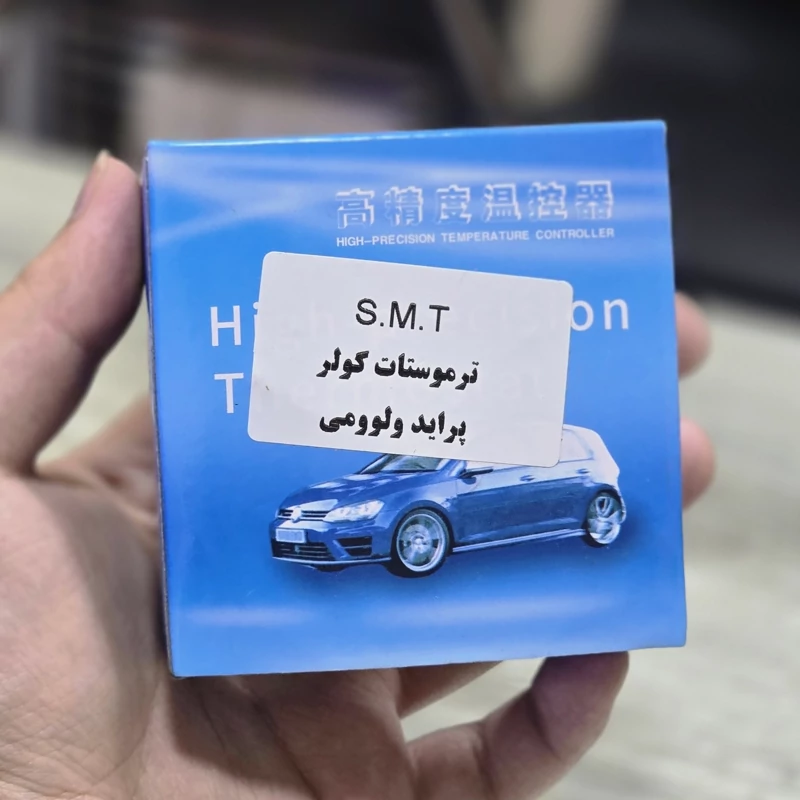 高精度温控器
HIGH-PRECISION TEMPERATURE CONTROLLER
S.M.T
ترموستات کولر
پراید ولوومی